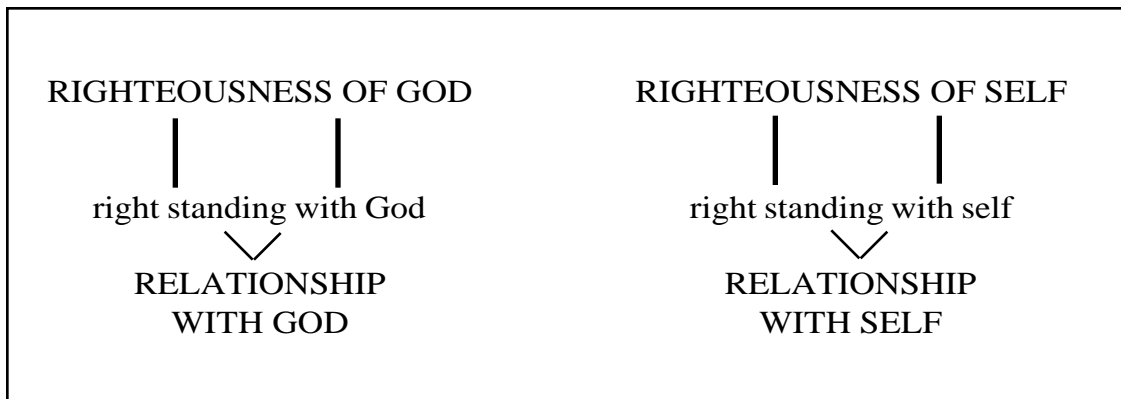 RIGHTEOUSNESS OF GOD
right standing with God
RELATIONSHIP
WITH GOD
RIGHTEOUSNESS OF SELF
right standing with self
RELATIONSHIP
WITH SELF